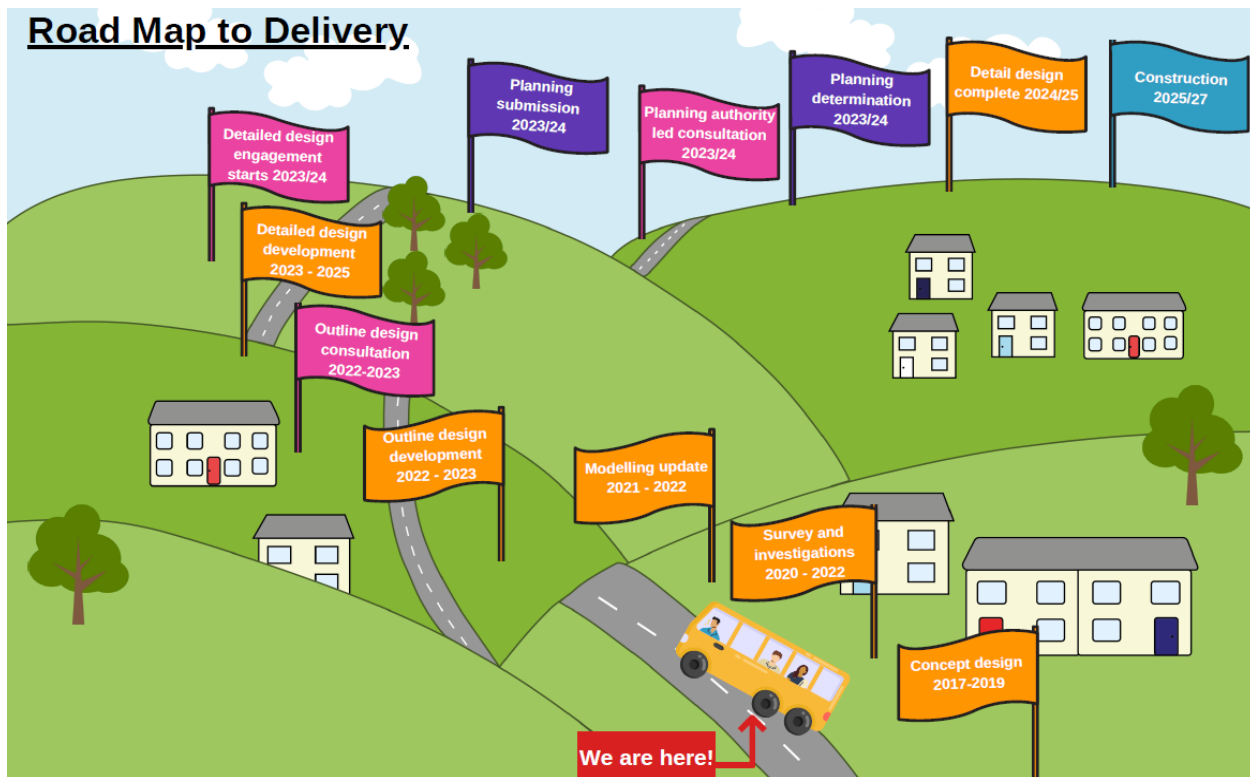 Road Map to Delivery
Planning
submission
2023/24
Planning authority
led consultation
2023/24
Planning
determination
2023/24
Detail design
complete 2024/25
Construction
2025/27
Detailed design
engagement
starts 2023/24
Detailed design
development
2023 - 2025
Outline design
consultation
2022-2023
Outline design
development
2022 - 2023
Modelling update
2021 - 2022
Survey and
investigations
2020 - 2022
Concept design
2017-2019
We are here!